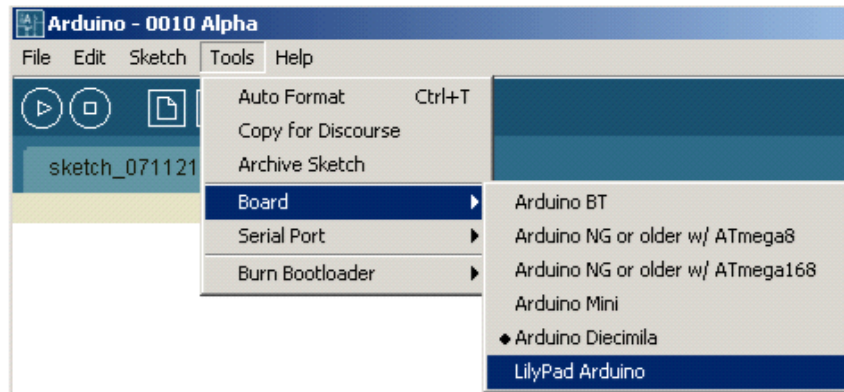 Arduino - 0010 Alpha
File Edit Sketch Tools Help
Auto Format Ctrl+T
Copy for Discourse
sketch_071121
Archive Sketch
Board
Arduino BT
Serial Port
Arduino NG or older w/ ATmega8
Burn Bootloader
Arduino NG or older w/ ATmega168
Arduino Mini
Arduino Diecimila
LilyPad Arduino